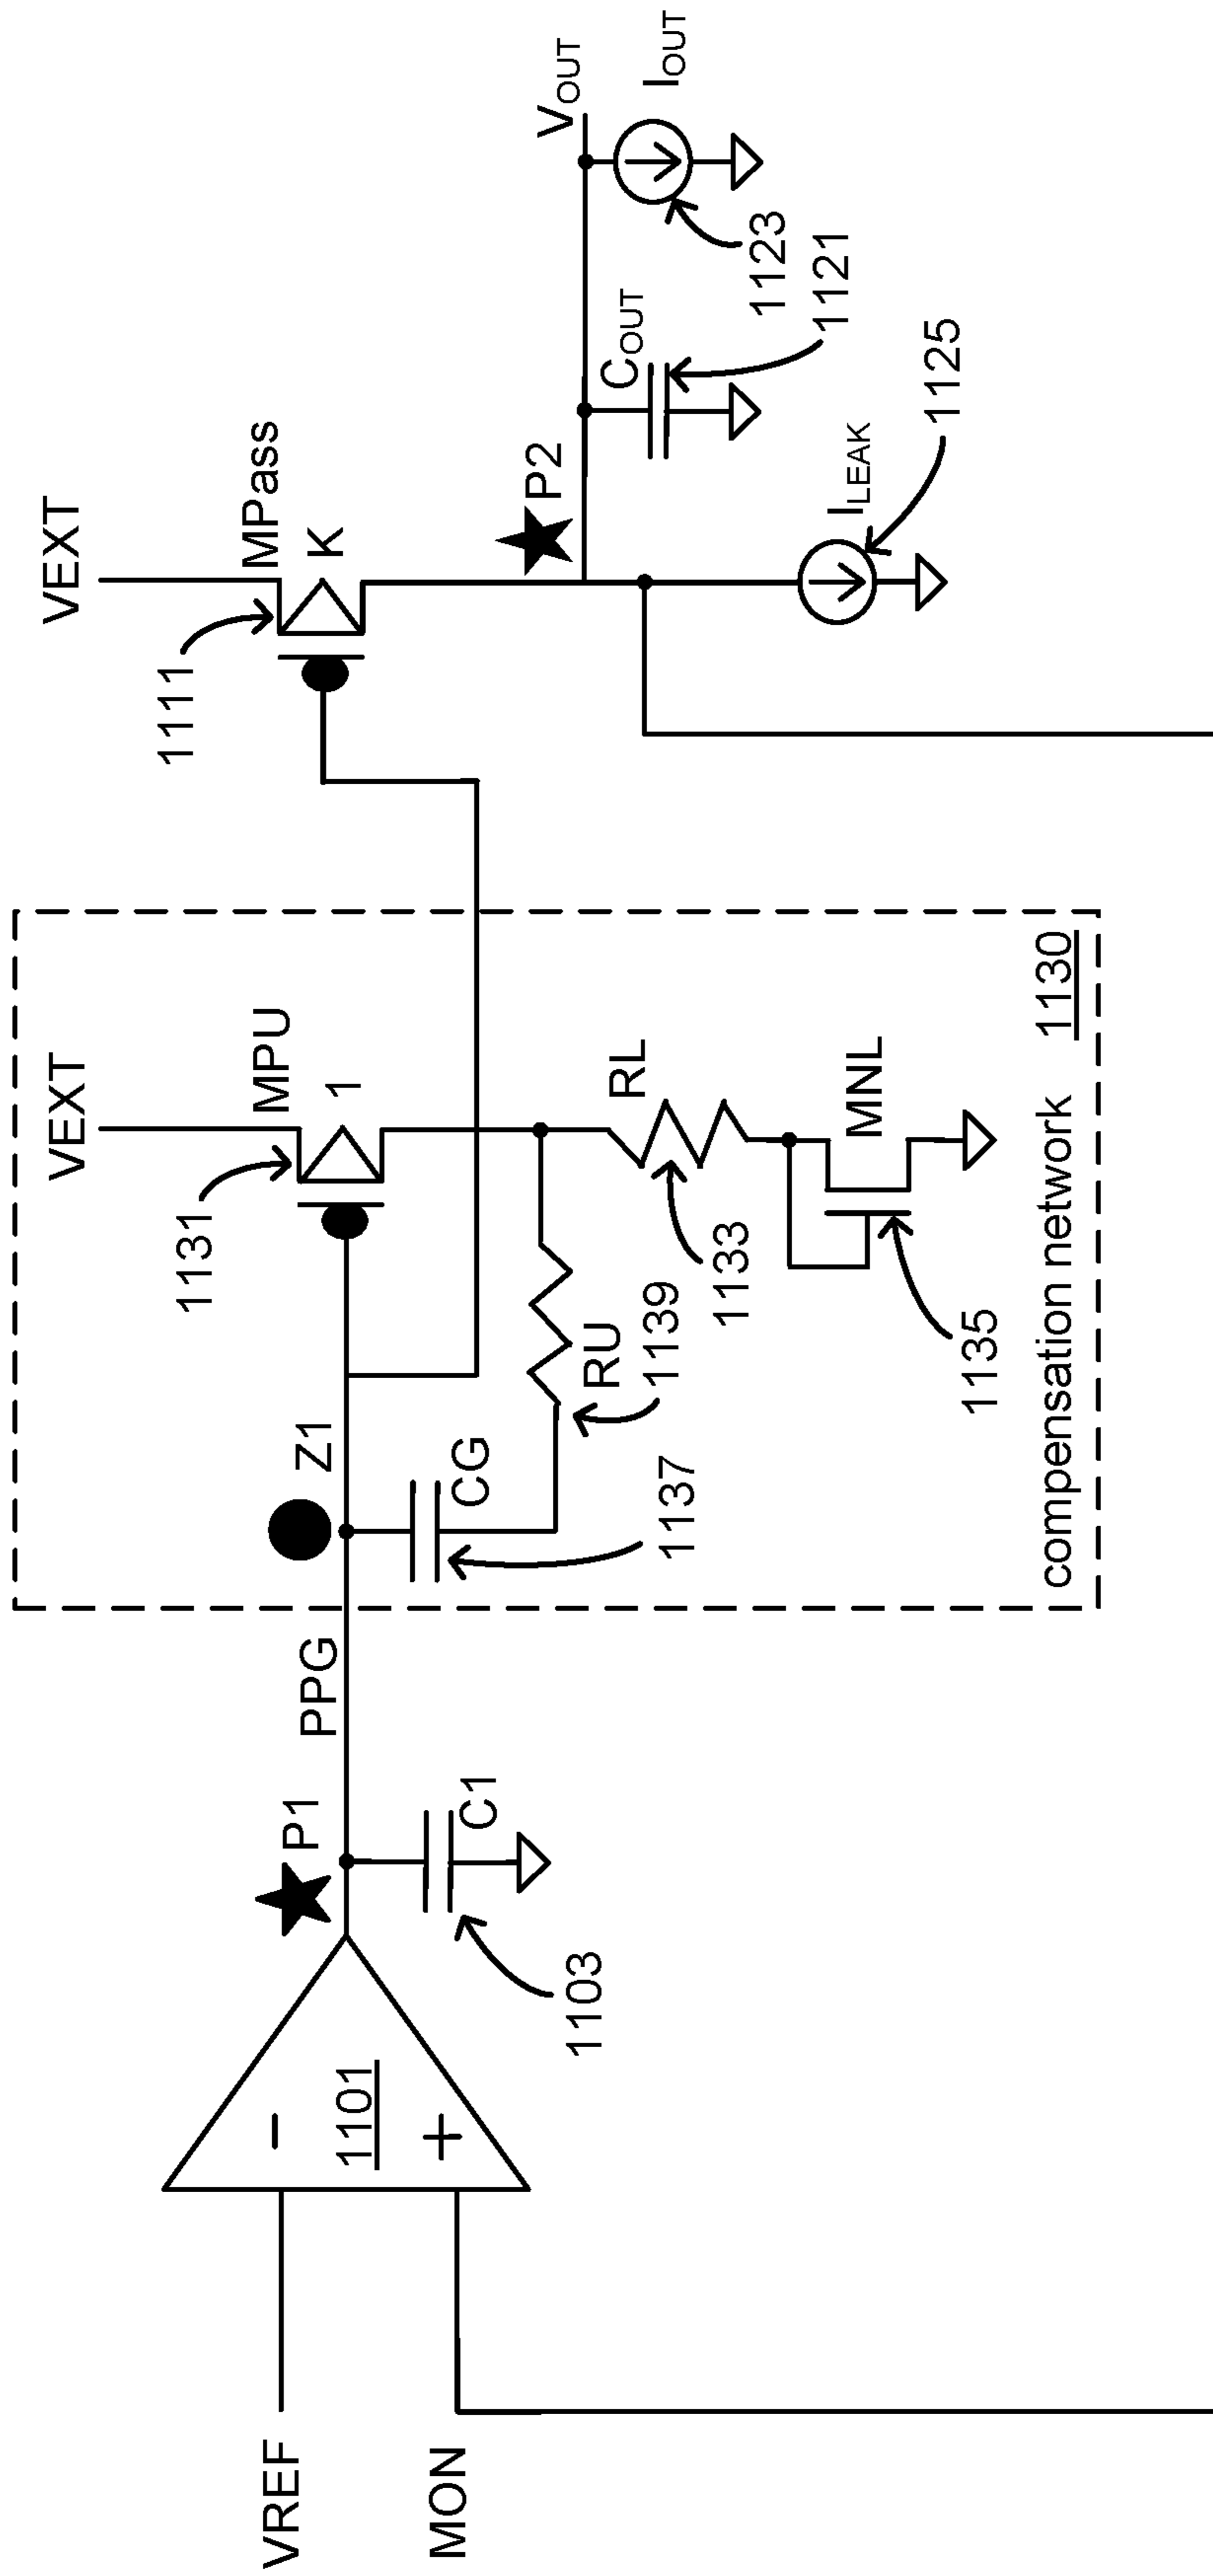 VREF
MON
−
+
1101
P1
C1
1103
PPG
Z1
CG
1137
RU
1139
VEXT
MPU
1
1131
RL
1133
MNL
1135
compensation network 1130
VEXT
MPass
K
1111
P2
COUT
1121
VOUT
IOUT
1123
ILEAK
1125